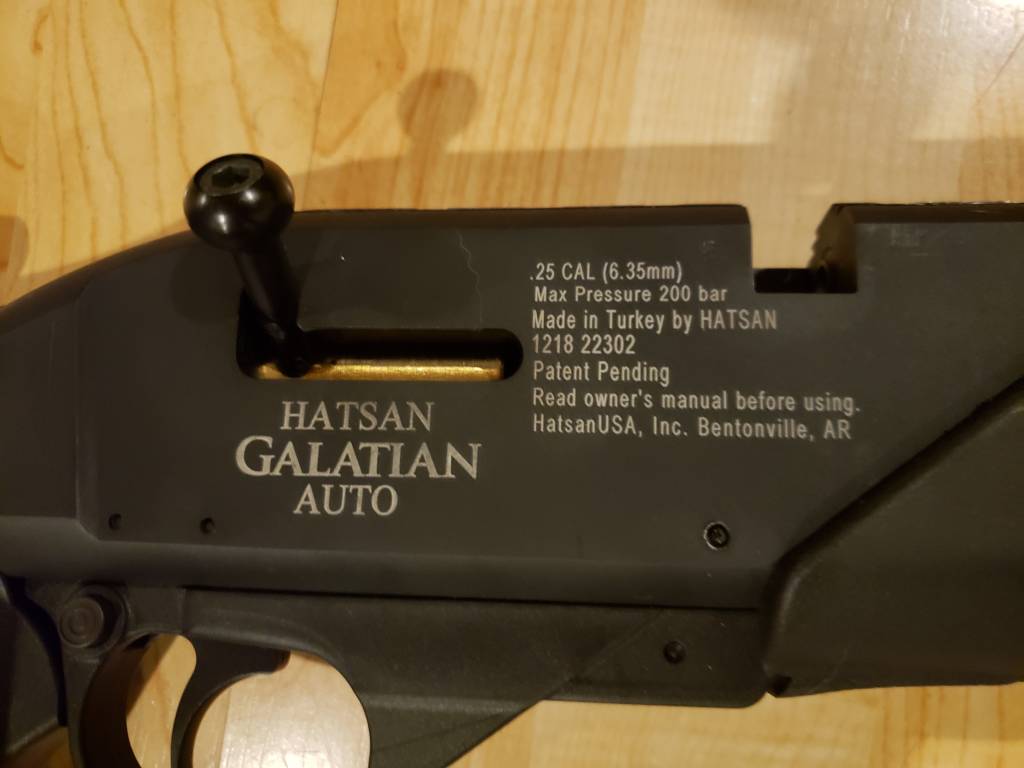 .25 CAL (6.35mm)
Max Pressure 200 bar
Made in Turkey by HATSAN
1218 22302
Patent Pending
Read owner's manual before using.
HatsanUSA, Inc. Bentonville, AR
HATSAN
GALATIAN
AUTO